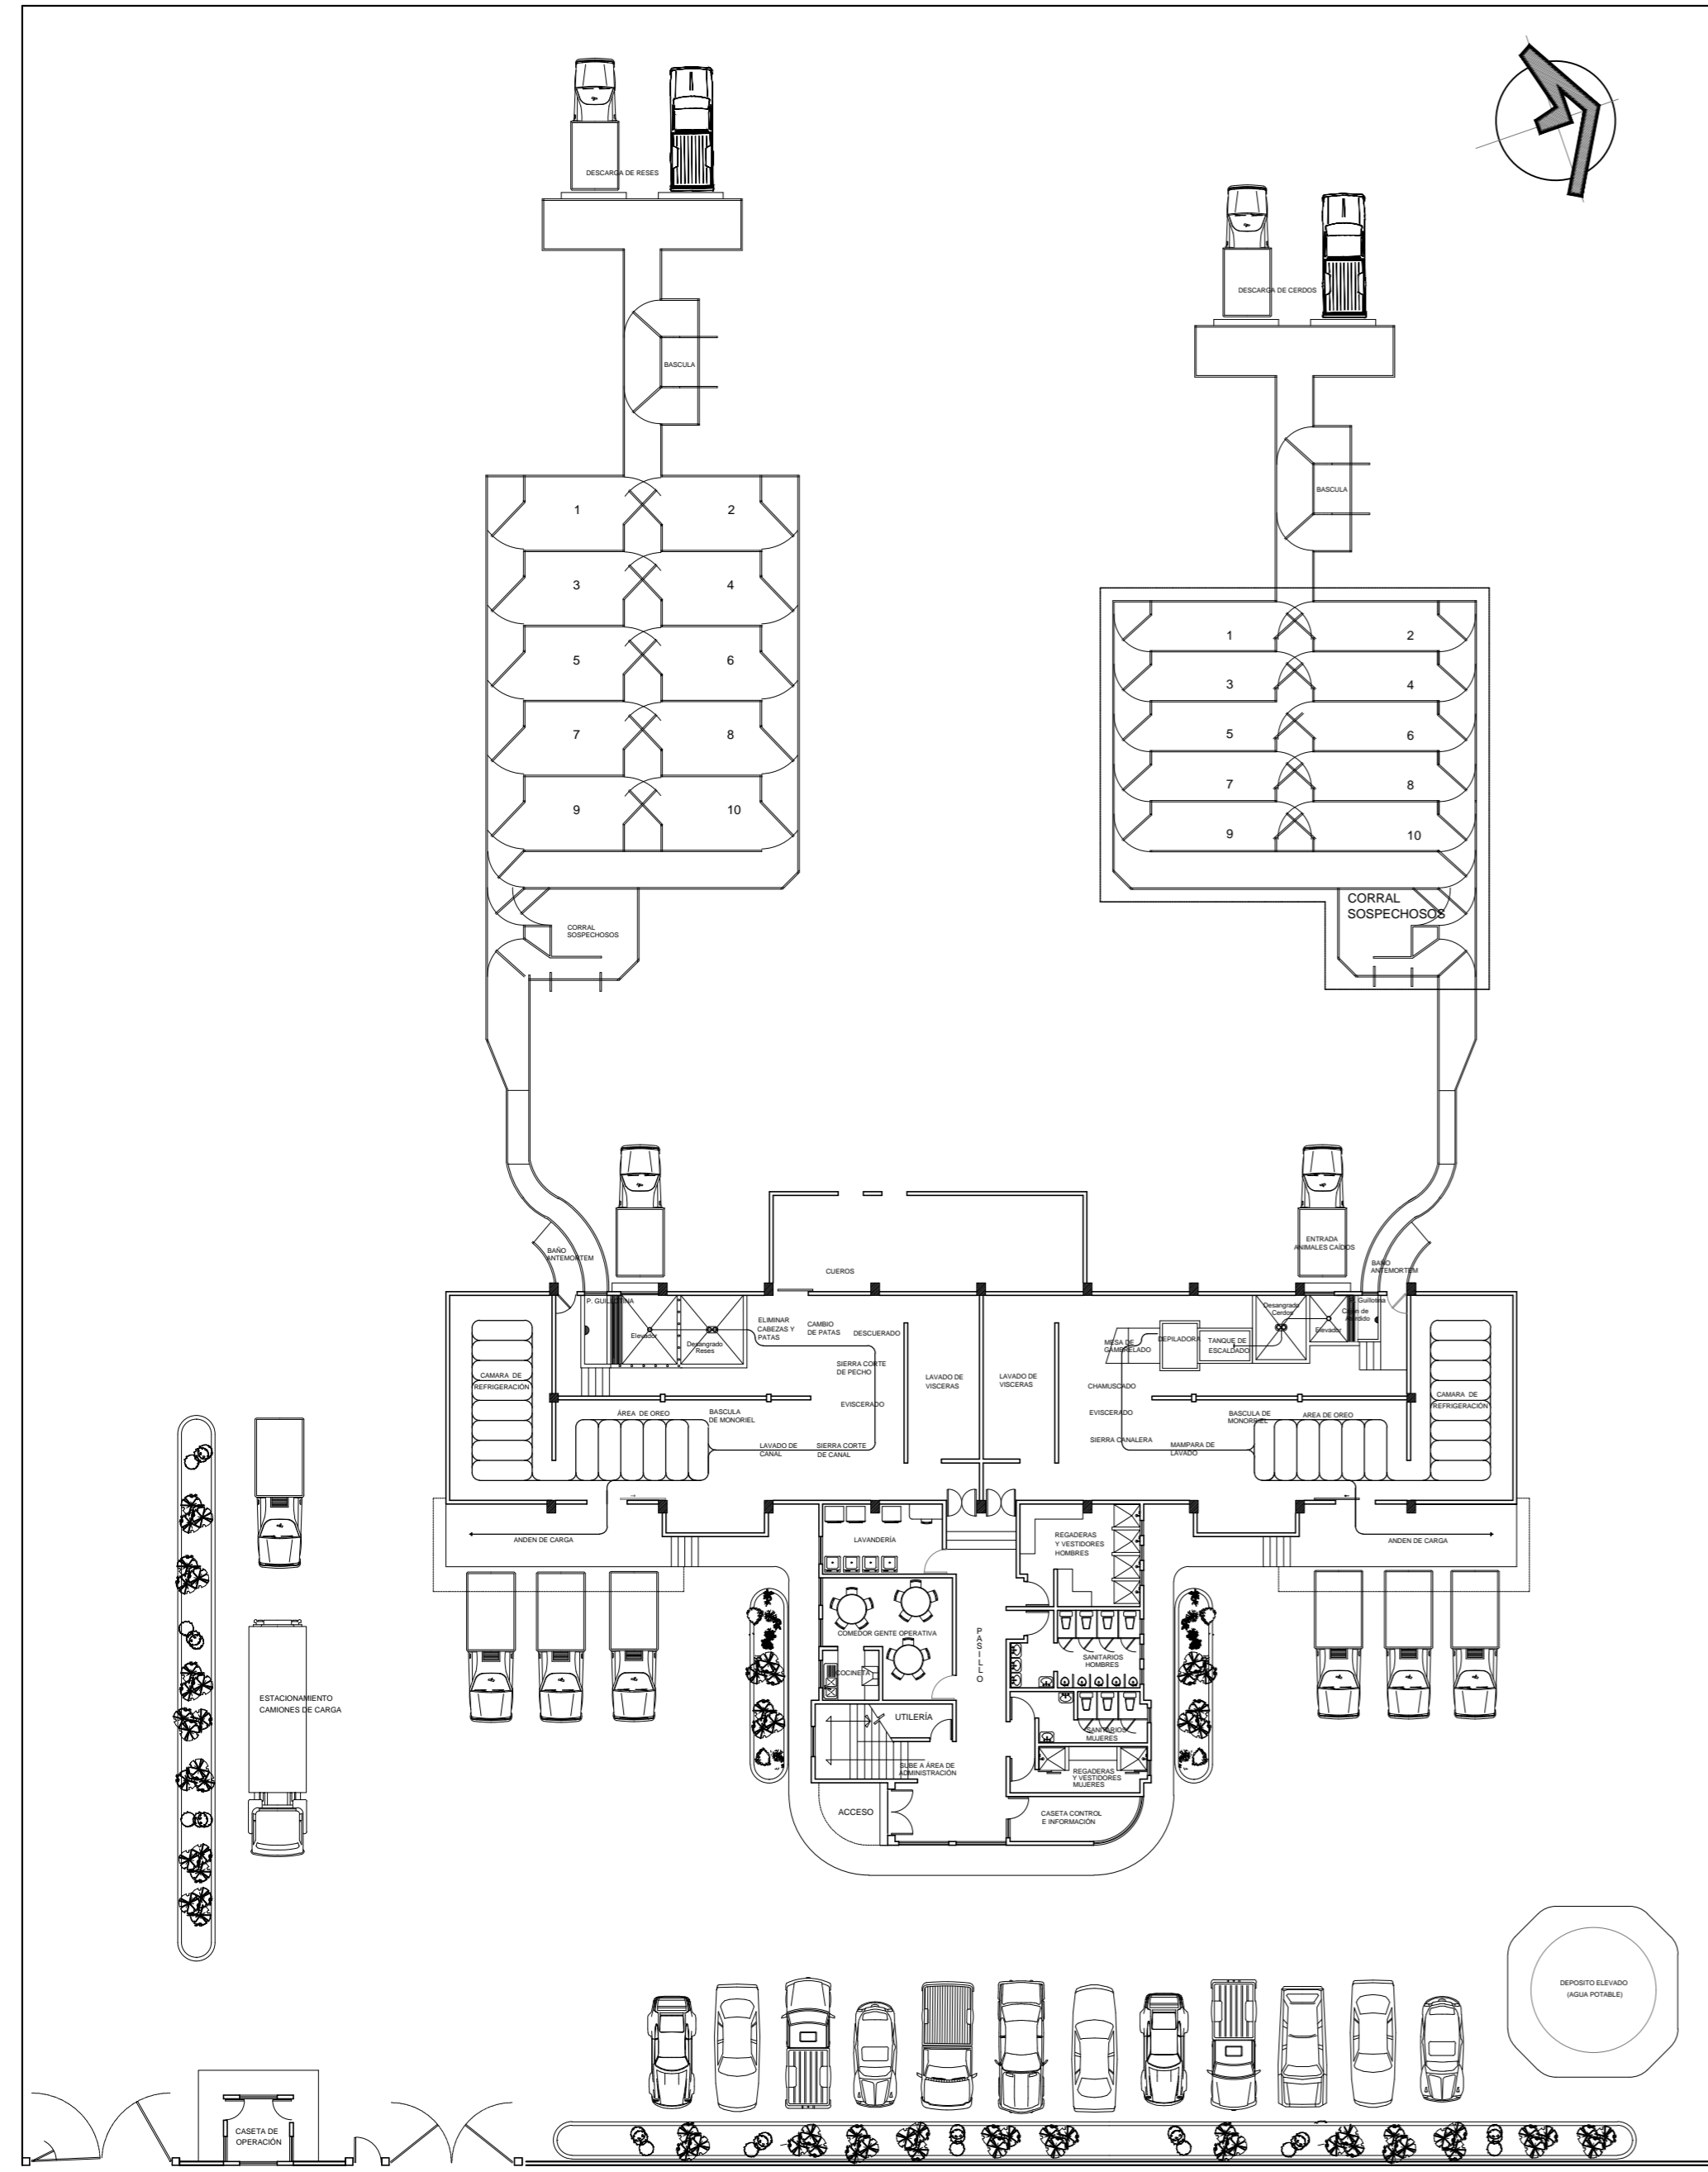 DESCARGA DE RESES
DESCARGA DE CERDOS
BASCULA
BASCULA
1
2
3
4
5
6
7
8
9
10
1
2
3
4
5
6
7
8
9
10
CORRAL
SOSPECHOSOS
CORRAL
SOSPECHOSOS
BAÑO
ANTEMORTEM
ENTRADA
ANIMALES CAÍDOS
BAÑO
ANTEMORTEM
CUEROS
P. GUILLOTINA
Elevador
Desangrado
Reses
ELIMINAR
CABEZAS Y
PATAS
CAMBIO
DE PATAS
DESCUERADO
SIERRA CORTE
DE PECHO
EVISCERADO
LAVADO DE
VISCERAS
LAVADO DE
VISCERAS
MESA DE
GAMBRELADO
DEPILADORA
TANQUE DE
ESCALDADO
Desangrado
Cerdos
Elevador
Guillotina
CHAMUSCADO
EVISCERADO
SIERRA CANALERA
MAMPARA DE
LAVADO
BASCULA DE
MONORRIEL
AREA DE OREO
CAMARA DE
REFRIGERACIÓN
CAMARA DE
REFRIGERACIÓN
ÁREA DE OREO
BASCULA
DE MONORIEL
LAVADO DE
CANAL
SIERRA CORTE
DE CANAL
ANDEN DE CARGA
ANDEN DE CARGA
LAVANDERÍA
REGADERAS
Y VESTIDORES
HOMBRES
COMEDOR GENTE OPERATIVA
PASILLO
SANITARIOS
HOMBRES
COCINETA
UTILERÍA
SANITARIOS
MUJERES
SUBE A ÁREA DE
ADMINISTRACIÓN
REGADERAS
Y VESTIDORES
MUJERES
ACCESO
CASETA CONTROL
E INFORMACIÓN
ESTACIONAMIENTO
CAMIONES DE CARGA
DEPOSITO ELEVADO
(AGUA POTABLE)
CASETA DE
OPERACIÓN